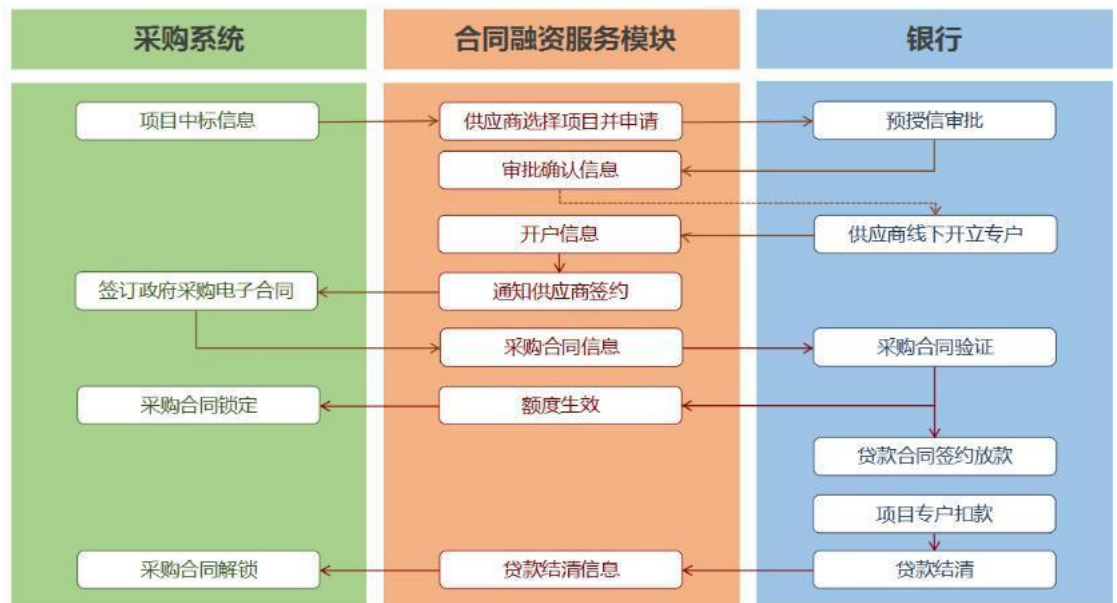 采购系统
合同融资服务模块
银行
项目中标信息
供应商选择项目并申请
预授信审批
审批确认信息
开户信息
供应商线下开立专户
签订政府采购电子合同
通知供应商签约
采购合同信息
采购合同验证
采购合同锁定
额度生效
贷款合同签约放款
项目专户扣款
采购合同解锁
贷款结清信息
贷款结清